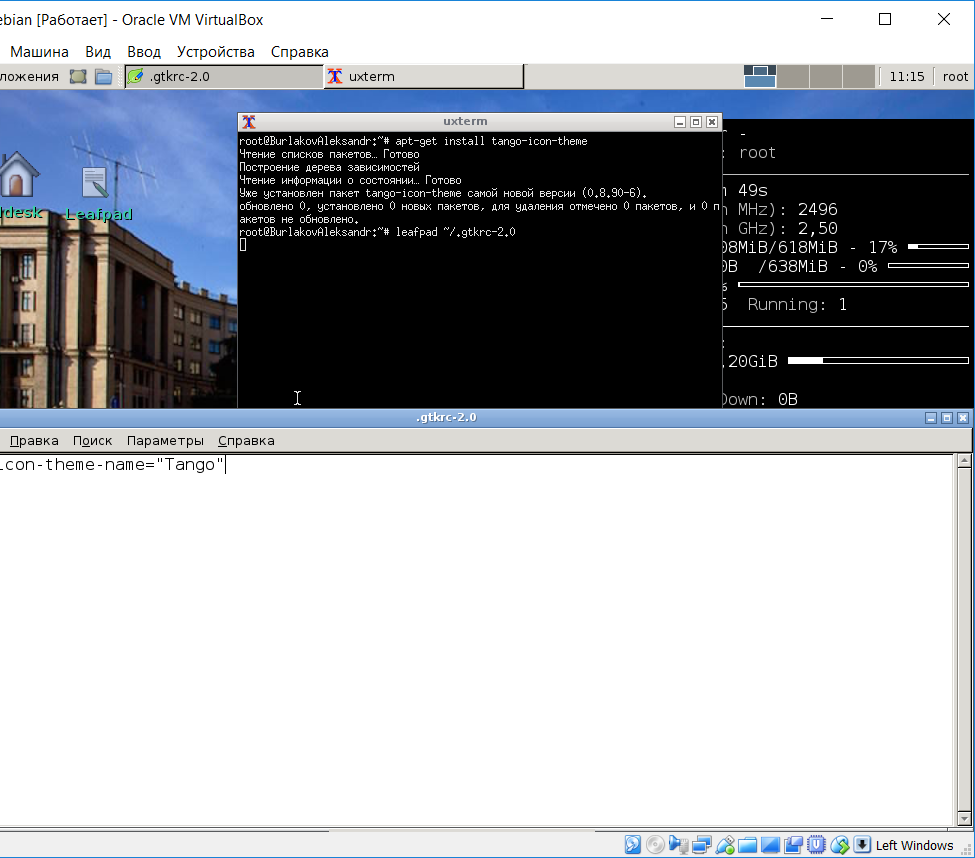 ebian [Работает] - Oracle VM VirtualBox
Машина Вид Ввод Устройства Справка
ложения .gtkrc-2.0 uxterm 11:15 root
uxterm
root@BurlakovAleksandr:~# apt-get install tango-icon-theme
Чтение списков пакетов… Готово
Построение дерева зависимостей
Чтение информации о состоянии… Готово
Уже установлен пакет tango-icon-theme самой новой версии (0.8.90-6).
обновлено 0, установлено 0 новых пакетов, для удаления отмечено 0 пакетов, и 0 п
акетов не обновлено.
root@BurlakovAleksandr:~# leafpad ~/.gtkrc-2.0
ldesk Leafpad
-
: root
49s
MHz): 2496
GHz): 2,50
08MiB/618MiB - 17%
0B /638MiB - 0%
%
Running: 1
:
.20GiB
Down: 0B
.gtkrc-2.0
Правка Поиск Параметры Справка
icon-theme-name="Tango"
Left Windows